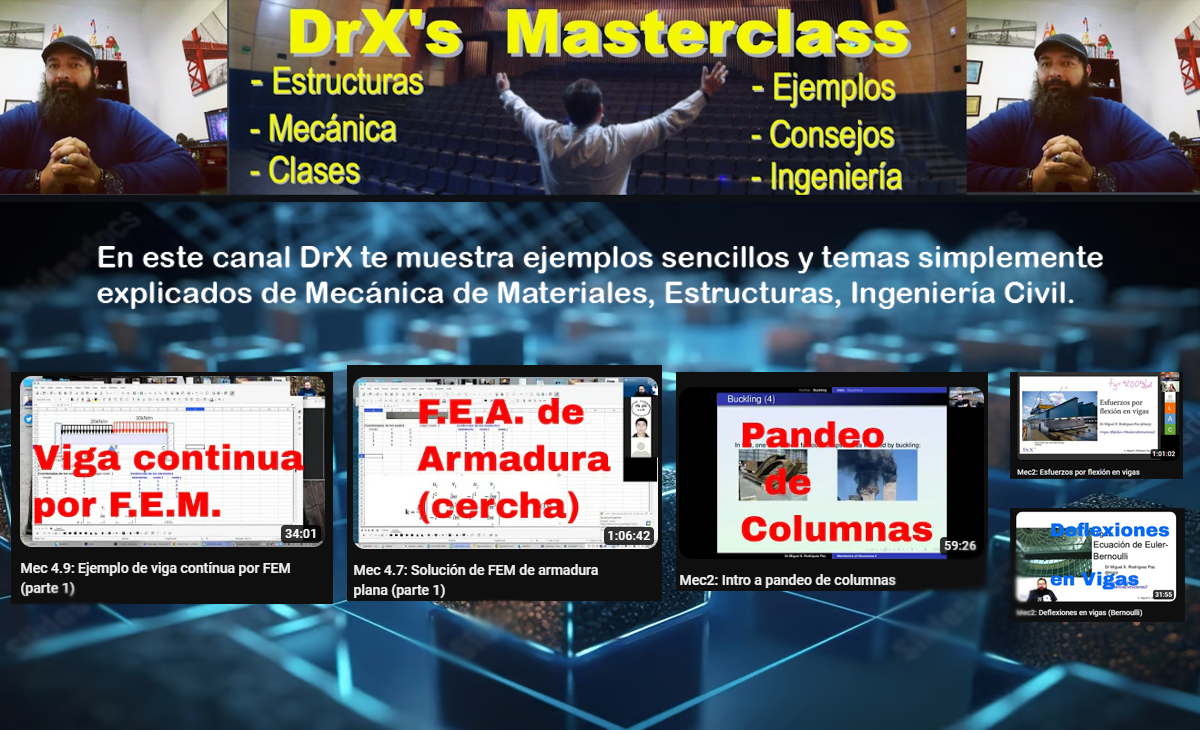 DrX's Masterclass
- Estructuras
- Mecánica
- Clases
- Ejemplos
- Consejos
- Ingeniería
En este canal DrX te muestra ejemplos sencillos y temas simplemente
explicados de Mecánica de Materiales, Estructuras, Ingeniería Civil.
20kN/m
30kN/m
Viga continua
por F.E.M.
34:01
Mec 4.9: Ejemplo de viga contínua por FEM
(parte 1)
F.E.A. de
Armadura
(cercha)
1:06:42
Mec 4.7: Solución de FEM de armadura
plana (parte 1)
Buckling (4)
by buckling:
Pandeo
de
Columnas
59:26
Mec2: Intro a pandeo de columnas
Esfuerzos por
flexión en vigas
1:01:02
Mec2: Esfuerzos por flexión en vigas
Deflexiones
Ecuación de Euler-
Bernoulli
en Vigas
31:55
Mec2: Deflexiones en vigas (Bernoulli)